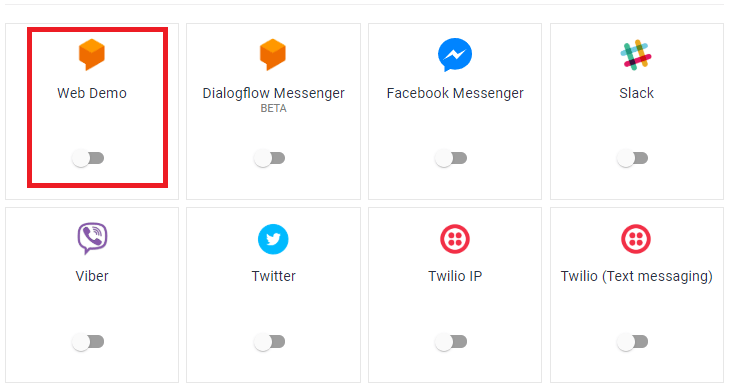 Web Demo
Dialogflow Messenger
BETA
Facebook Messenger
Slack
Viber
Twitter
Twilio IP
Twilio (Text messaging)